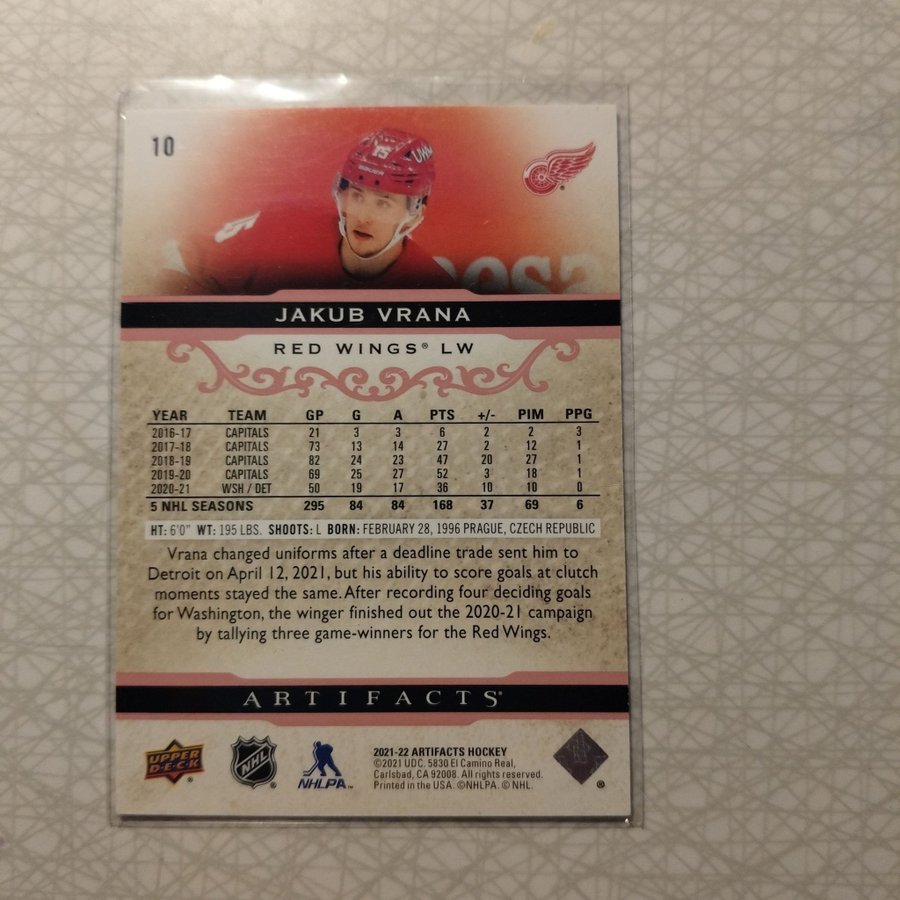 10
15
UHM
BAUER
5
osa
JAKUB VRANA
RED WINGS® LW
YEAR TEAM GP G A PTS +/- PIM PPG
2016-17 CAPITALS 21 3 3 6 2 2 3
2017-18 CAPITALS 73 13 14 27 2 12 1
2018-19 CAPITALS 82 24 23 47 20 27 1
2019-20 CAPITALS 69 25 27 52 3 18 1
2020-21 WSH / DET 50 19 17 36 10 10 0
5 NHL SEASONS 295 84 84 168 37 69 6
HT: 6'0" WT: 195 LBS. SHOOTS: L BORN: FEBRUARY 28, 1996 PRAGUE, CZECH REPUBLIC
Vrana changed uniforms after a deadline trade sent him to
Detroit on April 12, 2021, but his ability to score goals at clutch
moments stayed the same. After recording four deciding goals
for Washington, the winger finished out the 2020-21 campaign
by tallying three game-winners for the Red Wings.
ARTIFACTS®
UPPER
DECK
®
NHL
®
NHLPA™
2021-22 ARTIFACTS HOCKEY
©2021 UDC. 5830 El Camino Real,
Carlsbad, CA 92008. All rights reserved.
Printed in the USA. ©NHLPA. © NHL.
®